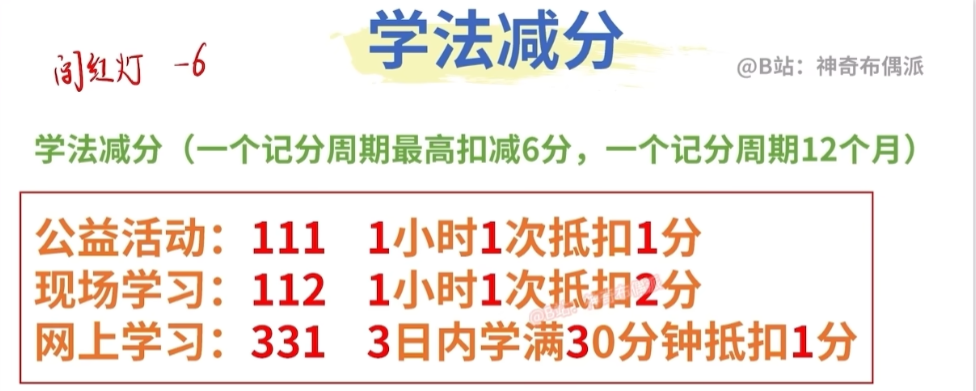 学法减分
闯红灯 -6
@B站：神奇布偶派
学法减分（一个记分周期最高扣减6分，一个记分周期12个月）
公益活动：111 1小时1次抵扣1分
现场学习：112 1小时1次抵扣2分
网上学习：331 3日内学满30分钟抵扣1分